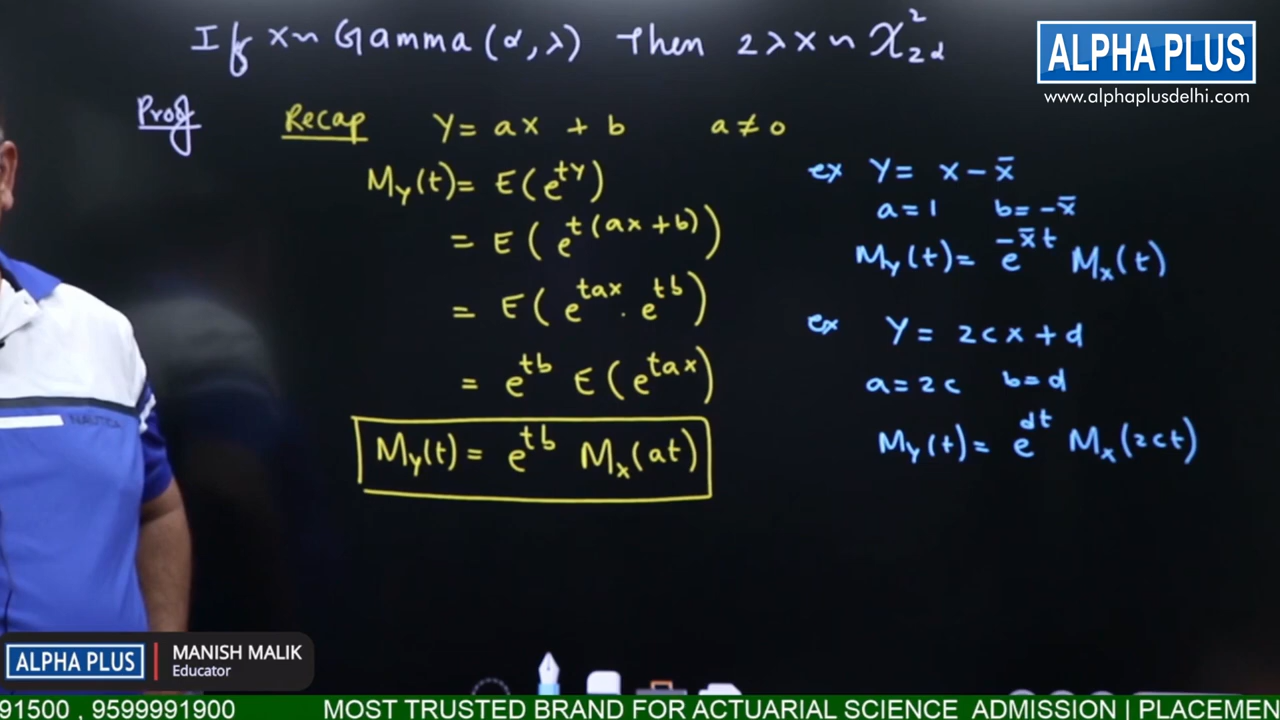 If x ~ Gamma (α, λ) Then 2λx ~ χ²₂α
ALPHA PLUS
www.alphaplusdelhi.com
Proof
Recap Y = ax + b a ≠ 0
M_Y(t) = E(e^{tY})
= E(e^{t(ax+b)})
= E(e^{tax} · e^{tb})
= e^{tb} E(e^{tax})
M_Y(t) = e^{tb} M_x(at)
ex Y = x - x̄
a = 1 b = -x̄
M_Y(t) = e^{-x̄t} M_x(t)
ex Y = 2cx + d
a = 2c b = d
M_Y(t) = e^{dt} M_x(2ct)
NAUTICA
ALPHA PLUS
MANISH MALIK
Educator
91500 , 9599991900 MOST TRUSTED BRAND FOR ACTUARIAL SCIENCE ADMISSION | PLACEMEN